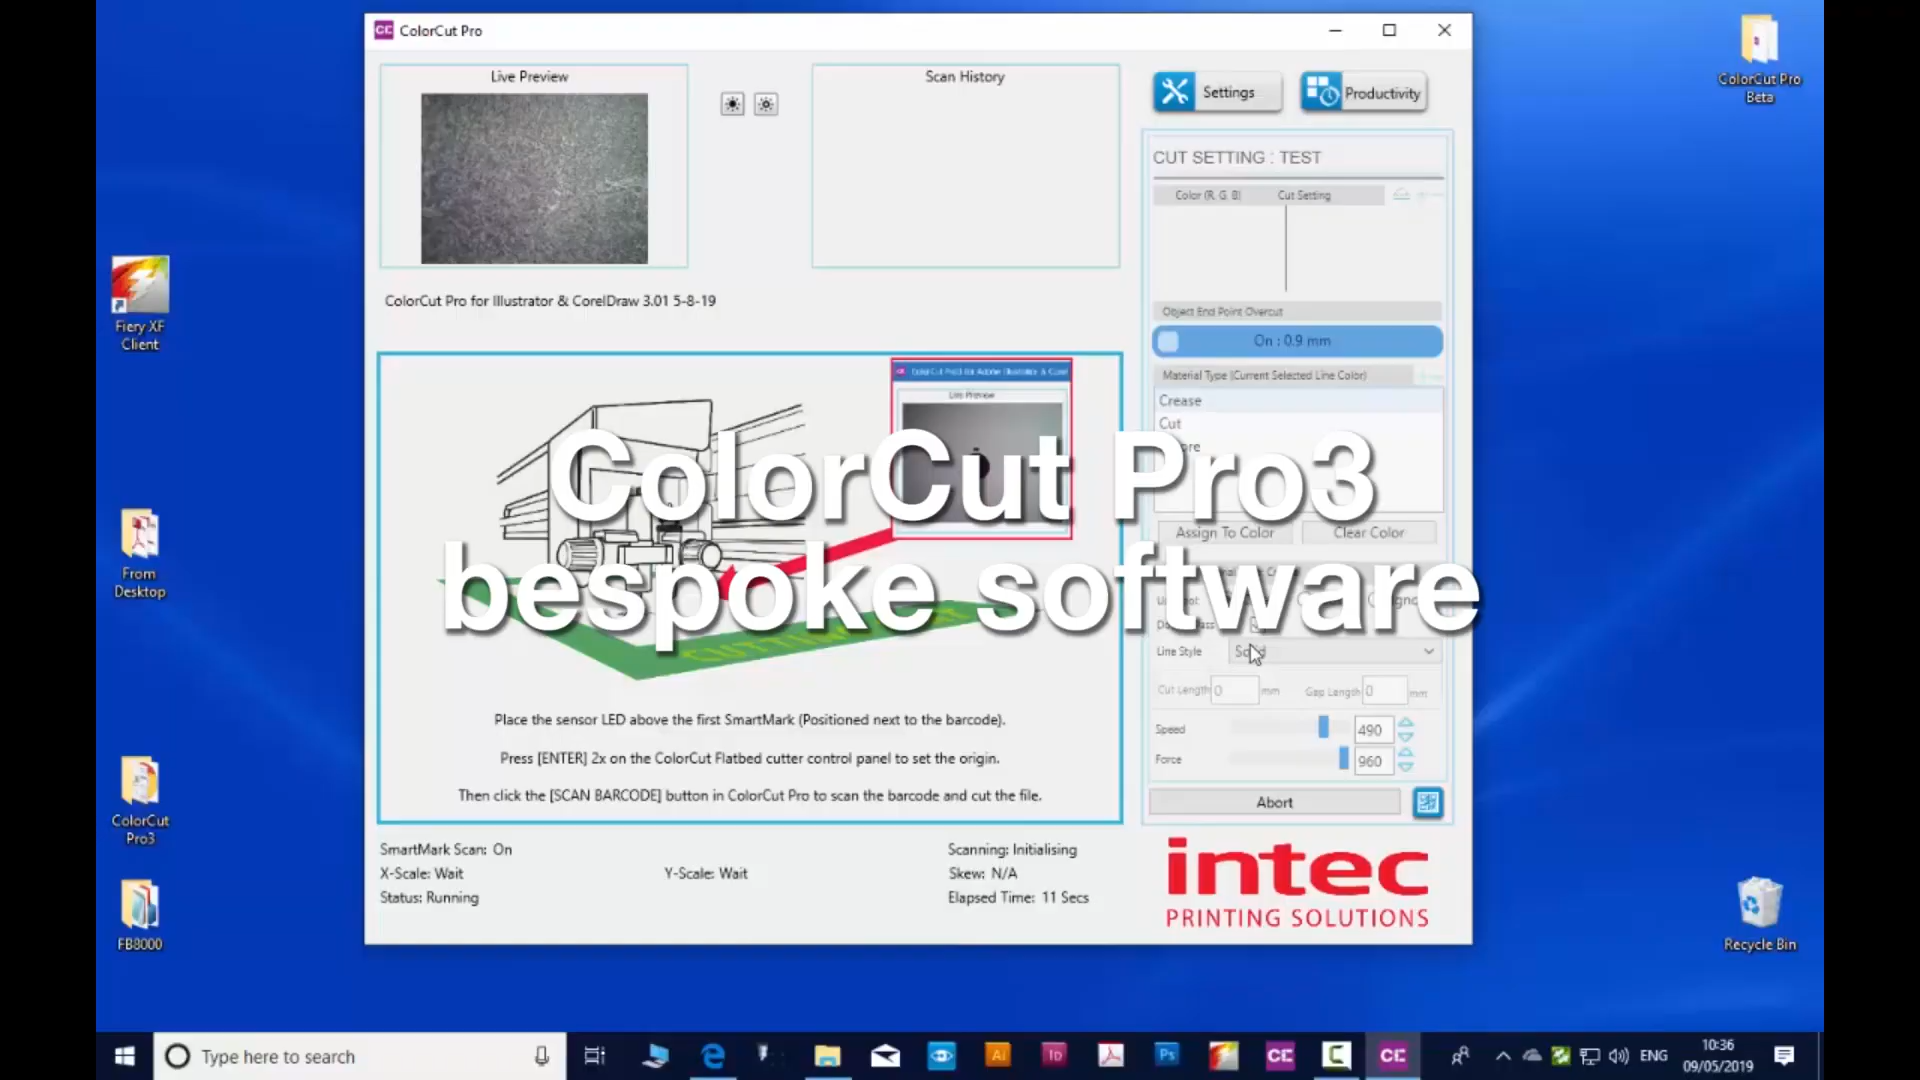 ColorCut Pro
Live Preview
Scan History
Settings
Productivity
ColorCut Pro Beta
CUT SETTING : TEST
Color (R, G, B)
Cut Setting
Fiery XF Client
ColorCut Pro for Illustrator & CorelDraw 3.01 5-8-19
Object End Point Overcut
On : 0.9 mm
Material Type (Current Selected Line Color)
Live Preview
Crease
Cut
ColorCut Pro3
bespoke software
Assign To Color
Clear Color
From Desktop
Line Style
Cut Length 0 mm
Gap Length 0 mm
Place the sensor LED above the first SmartMark (Positioned next to the barcode).
Speed
490
Press [ENTER] 2x on the ColorCut Flatbed cutter control panel to set the origin.
Force
960
Then click the [SCAN BARCODE] button in ColorCut Pro to scan the barcode and cut the file.
Abort
ColorCut Pro3
SmartMark Scan: On
Scanning: Initialising
X-Scale: Wait
Y-Scale: Wait
Skew: N/A
Status: Running
Elapsed Time: 11 Secs
intec
PRINTING SOLUTIONS
FB8000
Recycle Bin
Type here to search
Ai
Id
Ps
CC
CC
ENG
10:36
09/05/2019